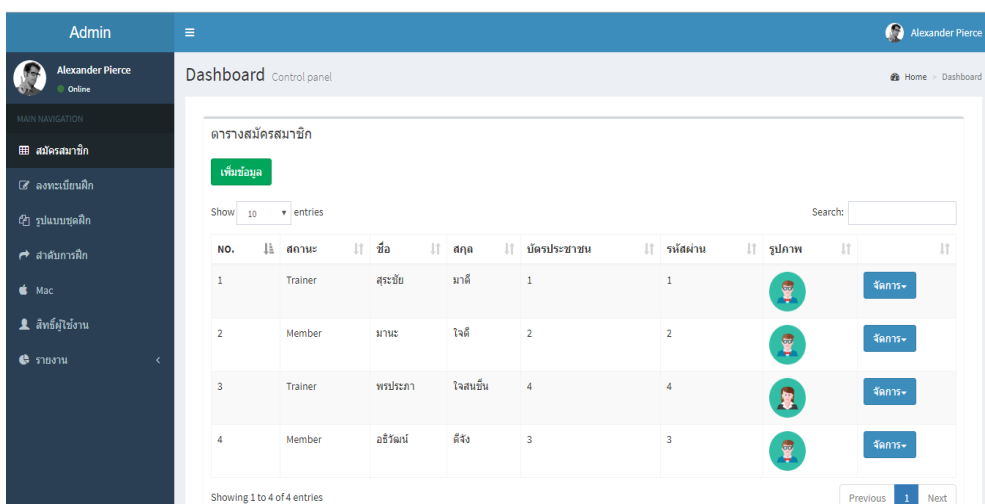 Admin
Alexander Pierce
Alexander Pierce
Online
Dashboard Control panel
Home > Dashboard
MAIN NAVIGATION
สมัครสมาชิก
ลงทะเบียนฝึก
รูปแบบชุดฝึก
ลำดับการฝึก
Mac
สิทธิ์ผู้ใช้งาน
รายงาน
ตารางสมัครสมาชิก
เพิ่มข้อมูล
Show 10 entries Search:
NO. สถานะ ชื่อ สกุล บัตรประชาชน รหัสผ่าน รูปภาพ
1 Trainer สุระชัย มาดี 1 1 จัดการ
2 Member มานะ ใจดี 2 2 จัดการ
3 Trainer พรประภา ใจสนชื่น 4 4 จัดการ
4 Member อธิวัฒน์ ดีจัง 3 3 จัดการ
Showing 1 to 4 of 4 entries Previous 1 Next